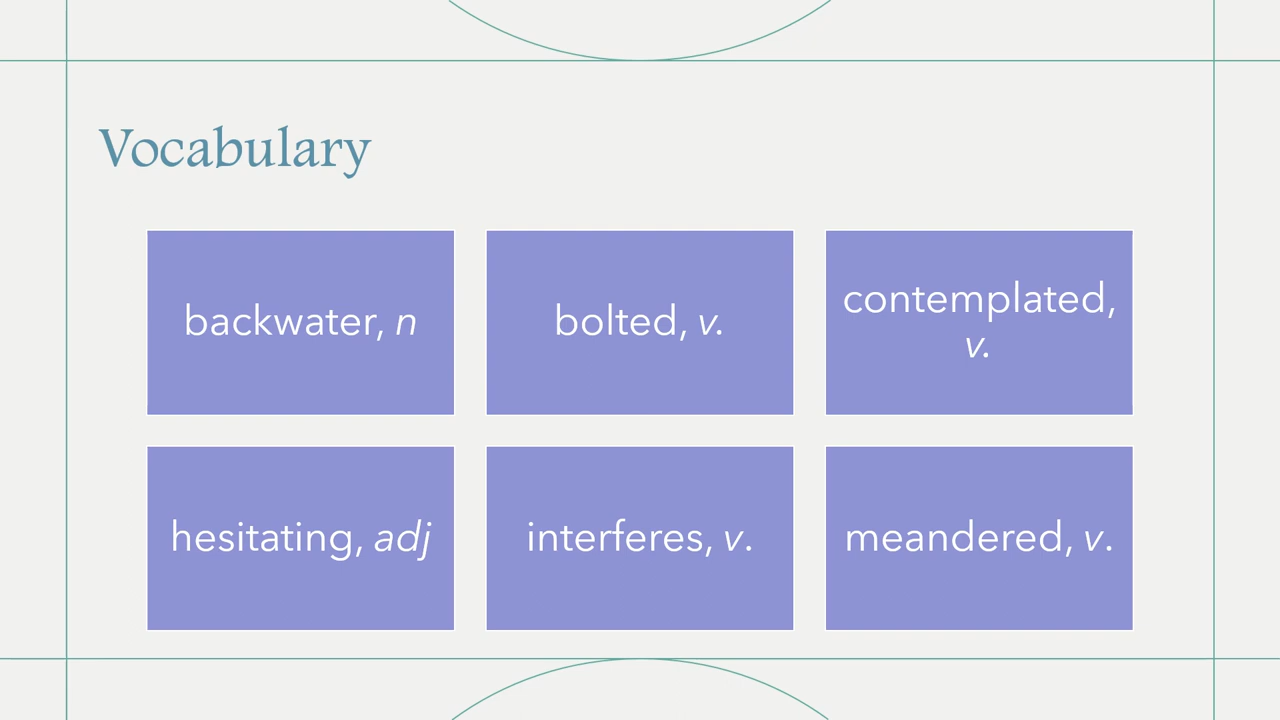 Vocabulary
backwater, n
bolted, v.
contemplated,
v.
hesitating, adj
interferes, v.
meandered, v.